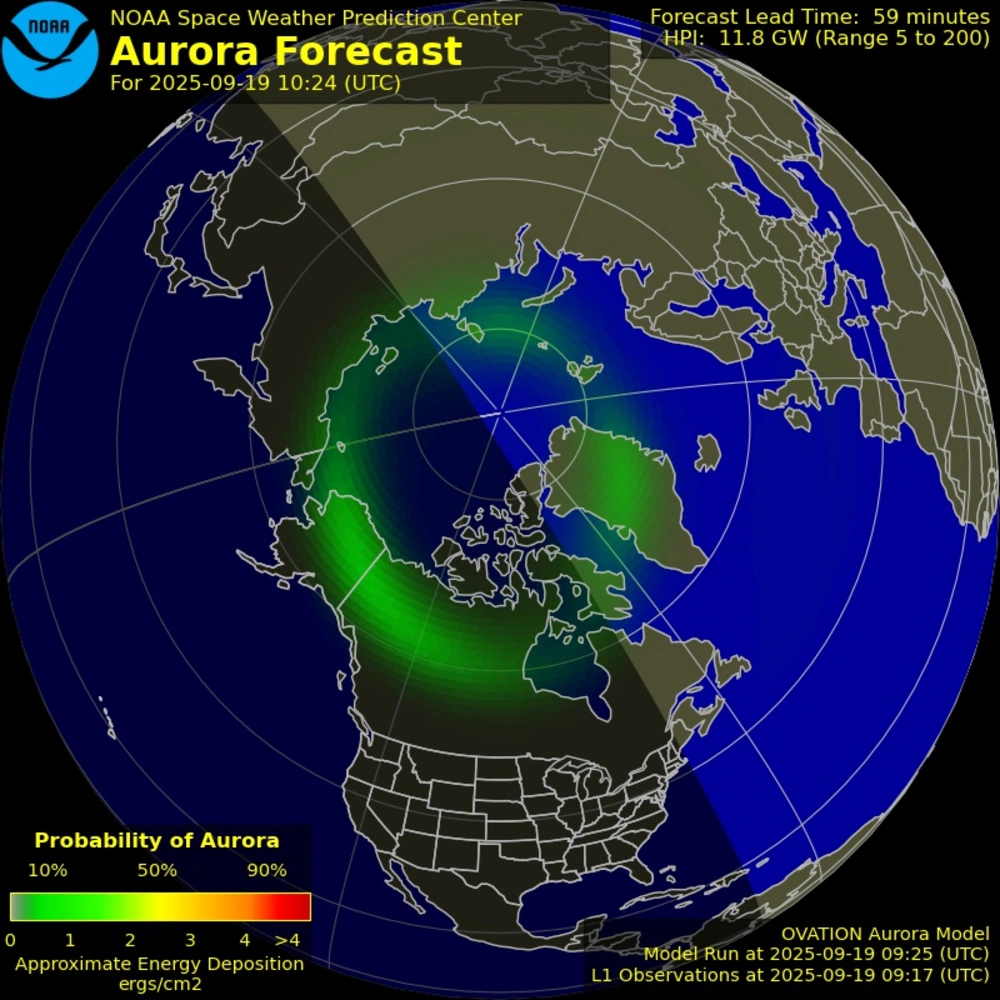 NOAA
NOAA Space Weather Prediction Center
Aurora Forecast
For 2025-09-19 10:24 (UTC)
Forecast Lead Time: 59 minutes
HPI: 11.8 GW (Range 5 to 200)
Probability of Aurora
10% 50% 90%
0 1 2 3 4 >4
Approximate Energy Deposition
ergs/cm2
OVATION Aurora Model
Model Run at 2025-09-19 09:25 (UTC)
L1 Observations at 2025-09-19 09:17 (UTC)